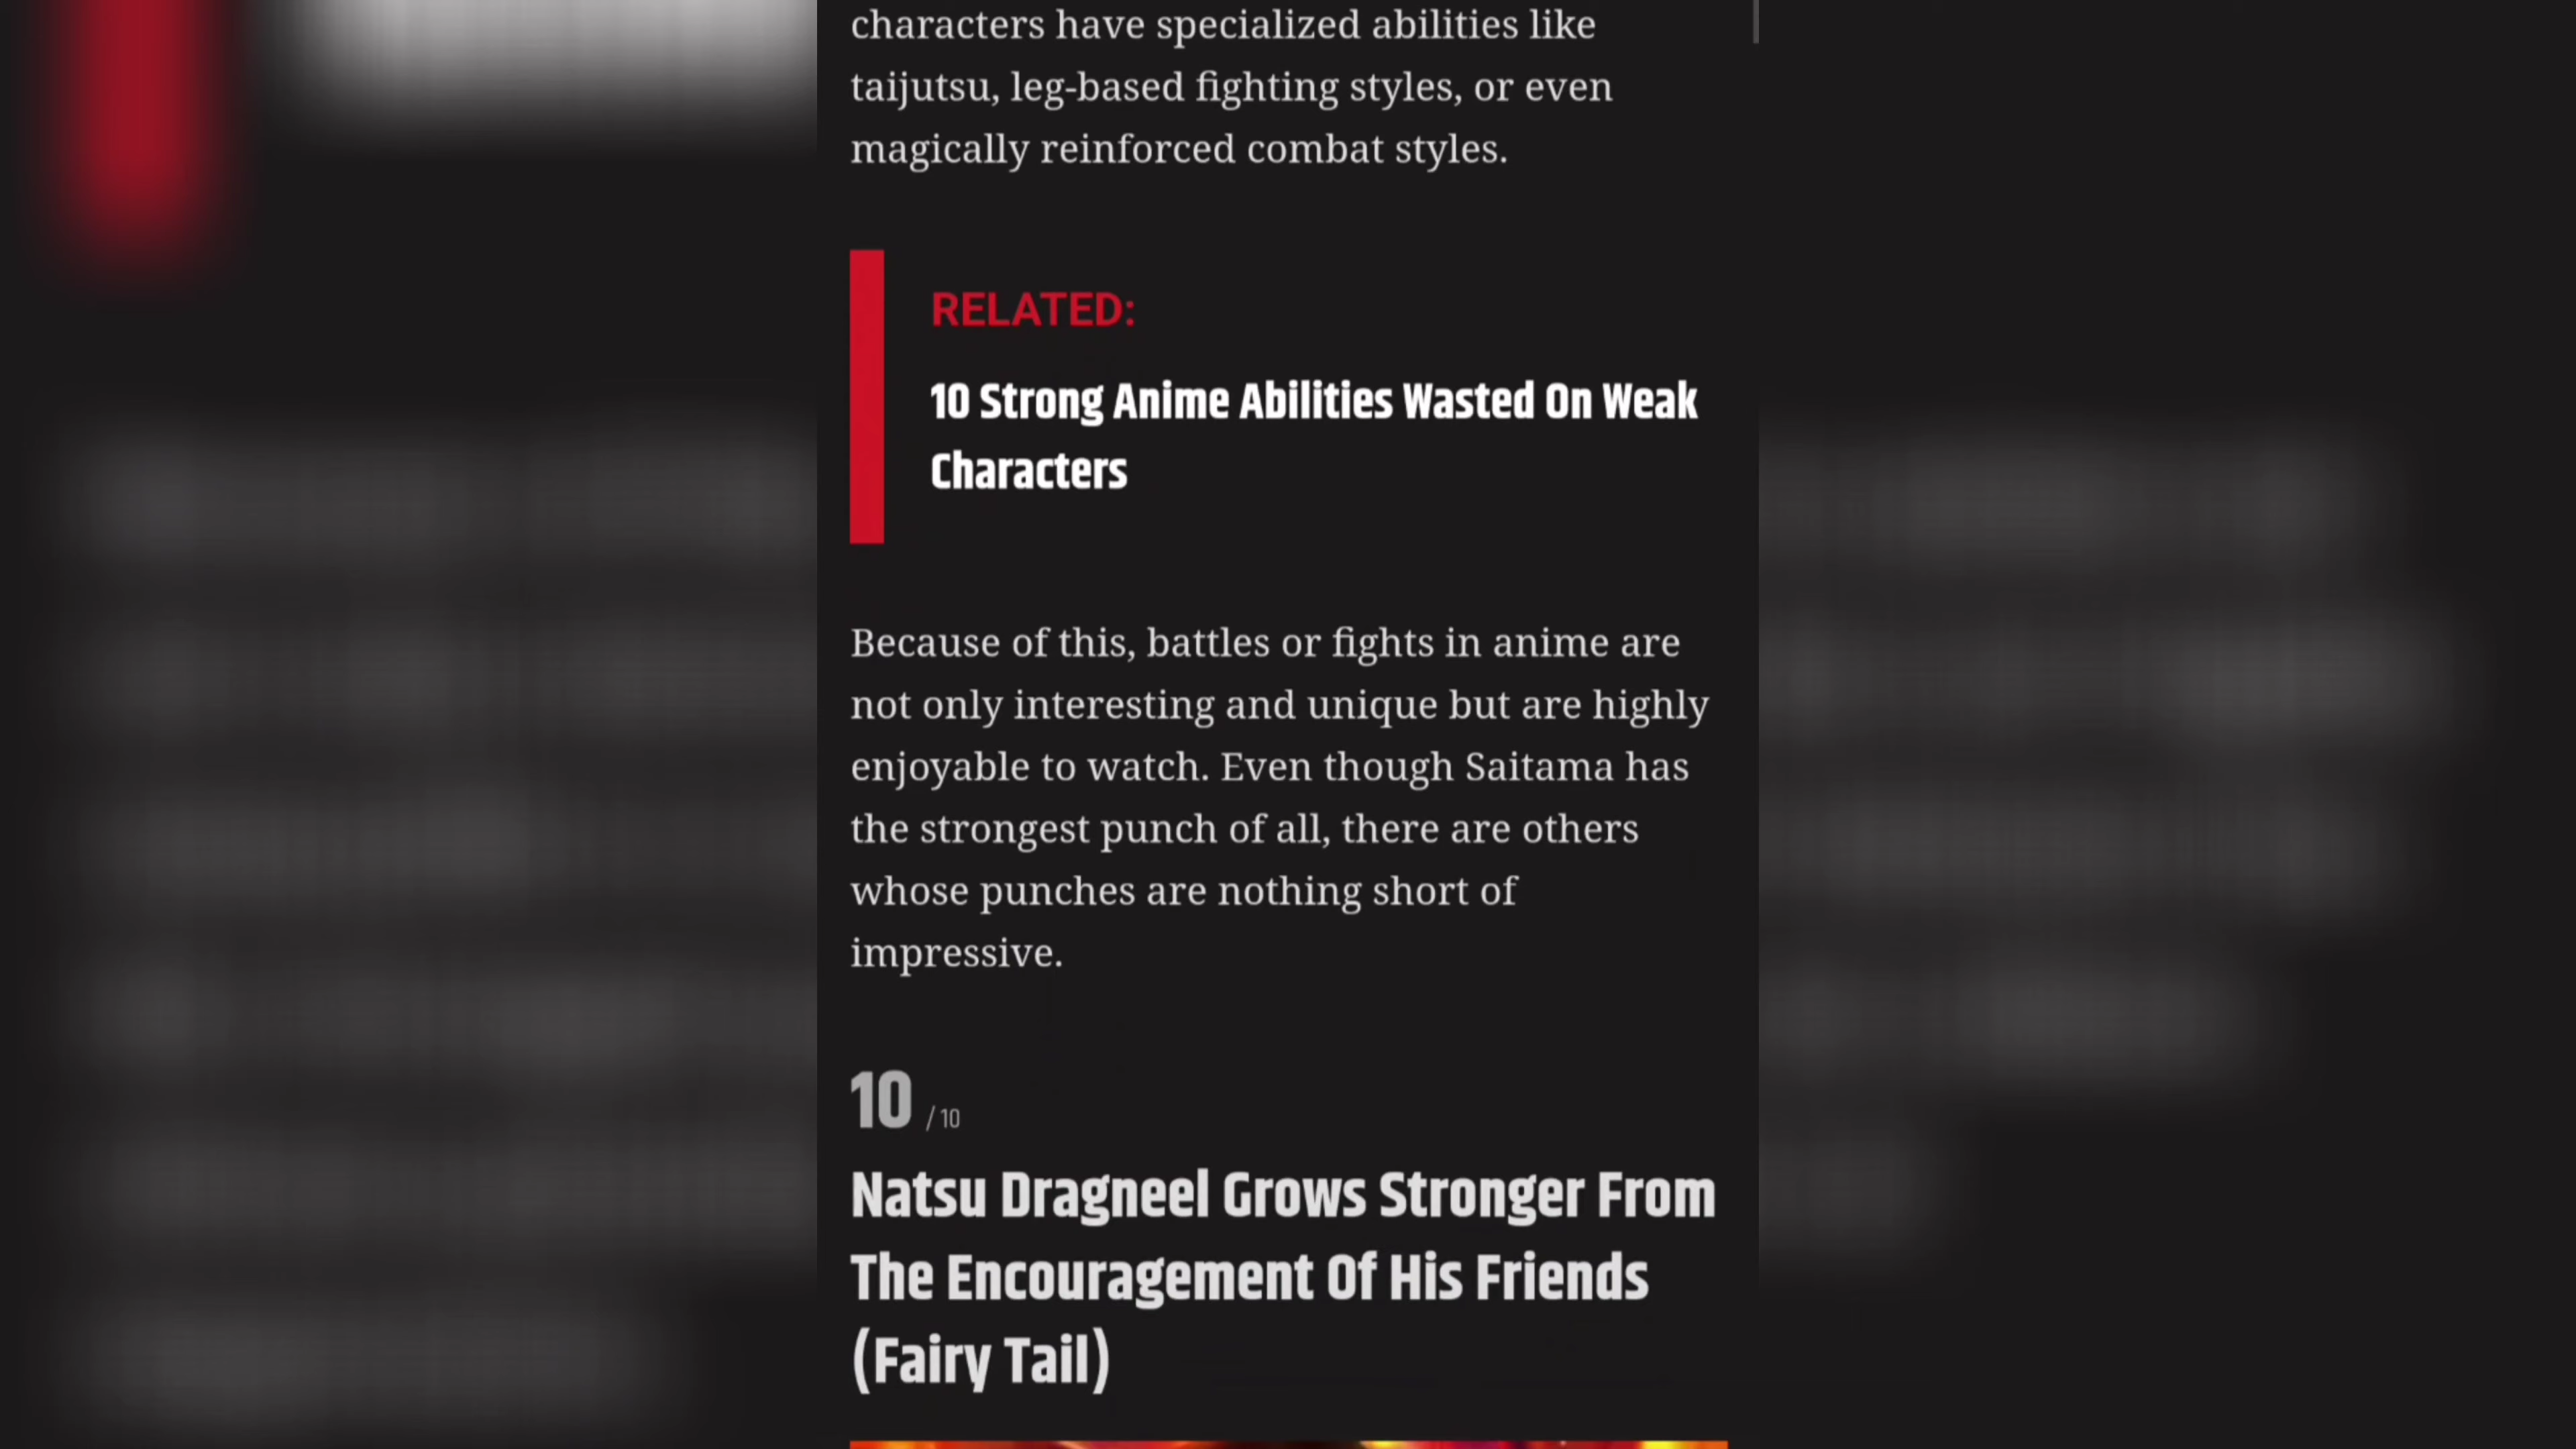 characters have specialized abilities like
taijutsu, leg-based fighting styles, or even
magically reinforced combat styles.
RELATED:
10 Strong Anime Abilities Wasted On Weak
Characters
Because of this, battles or fights in anime are
not only interesting and unique but are highly
enjoyable to watch. Even though Saitama has
the strongest punch of all, there are others
whose punches are nothing short of
impressive.
10 / 10
Natsu Dragneel Grows Stronger From
The Encouragement Of His Friends
(Fairy Tail)